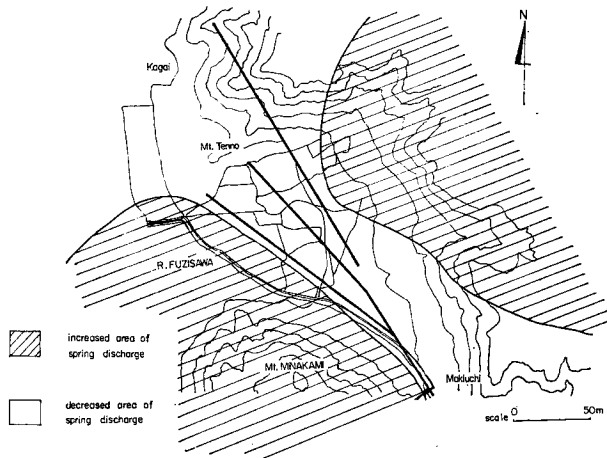 N
Kagai
Mt. Tenno
R. FUZISAWA
Mt. MINAKAMI
Makiuchi
increased area of
spring discharge
decreased area of
spring discharge
scale 0 50m